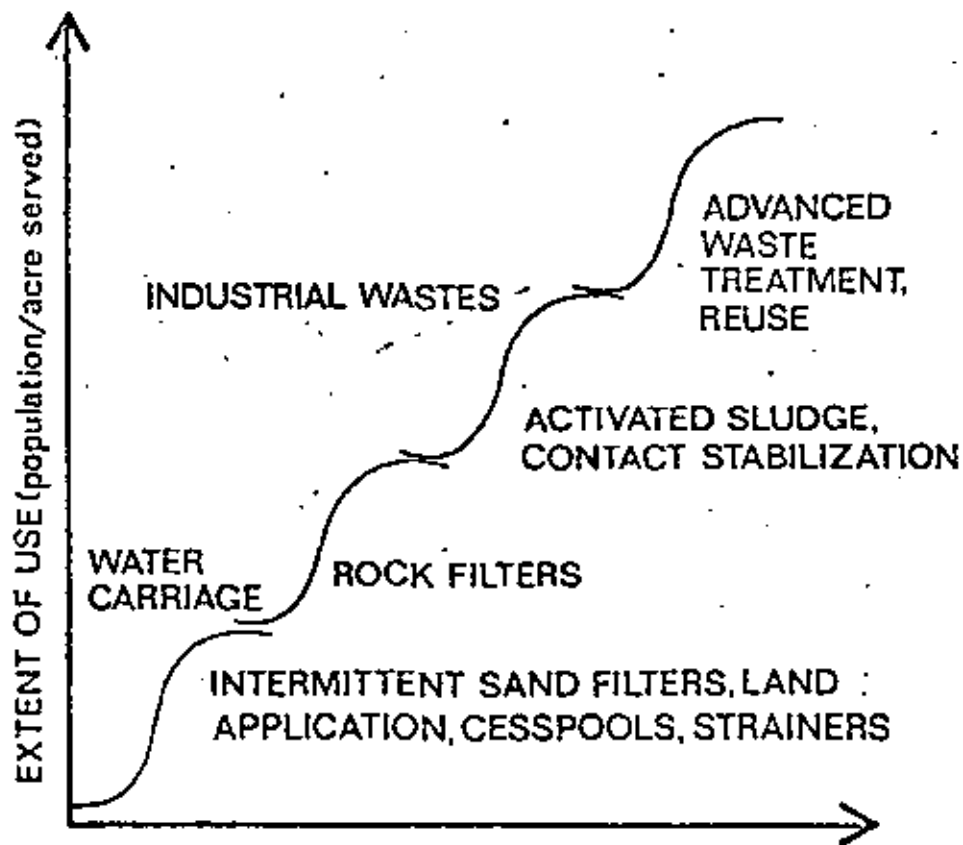 EXTENT OF USE (population/acre served)
ADVANCED
WASTE
TREATMENT,
REUSE
INDUSTRIAL WASTES
ACTIVATED SLUDGE,
CONTACT STABILIZATION
WATER
CARRIAGE
ROCK FILTERS
INTERMITTENT SAND FILTERS, LAND
APPLICATION, CESSPOOLS, STRAINERS